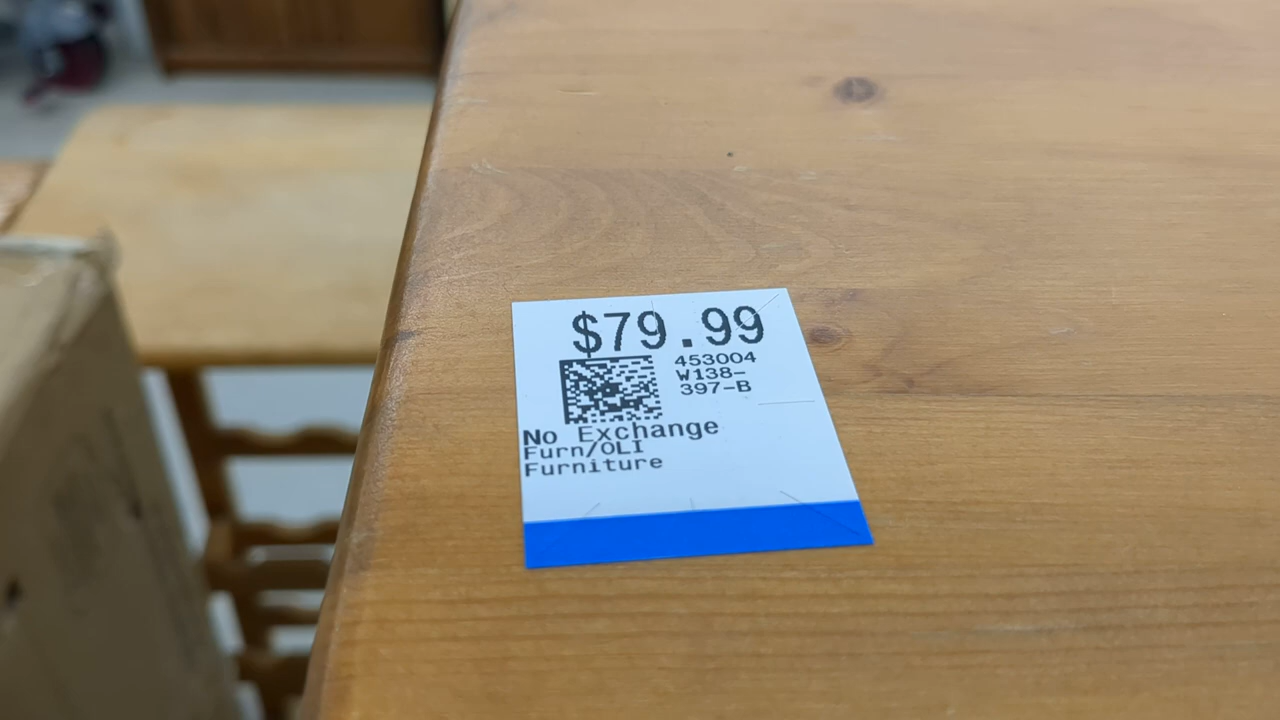 $79.99
453004
W138-
397-B
No Exchange
Furn/OLI
Furniture